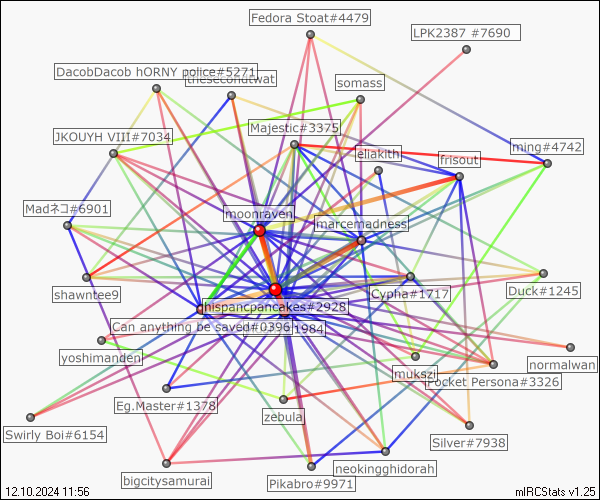 Fedora Stoat#4479
LPK2387 #7690
DacobDacob hORNY police#5271
thesecondtwat
somass
JKOUYH VIII#7034
Majestic#3375
eliakith
frisout
ming#4742
Madネコ#6901
moonraven
marcemadness
shawntee9
hispancpancakes#2928
Cypha#1717
Duck#1245
Can anything be saved#0396
1984
yoshimanden
normalwan
mukszi
Pocket Persona#3326
Eg.Master#1378
zebula
Swirly Boi#6154
Silver#7938
bigcitysamurai
neokingghidorah
Pikabro#9971
12.10.2024 11:56
mIRCStats v1.25